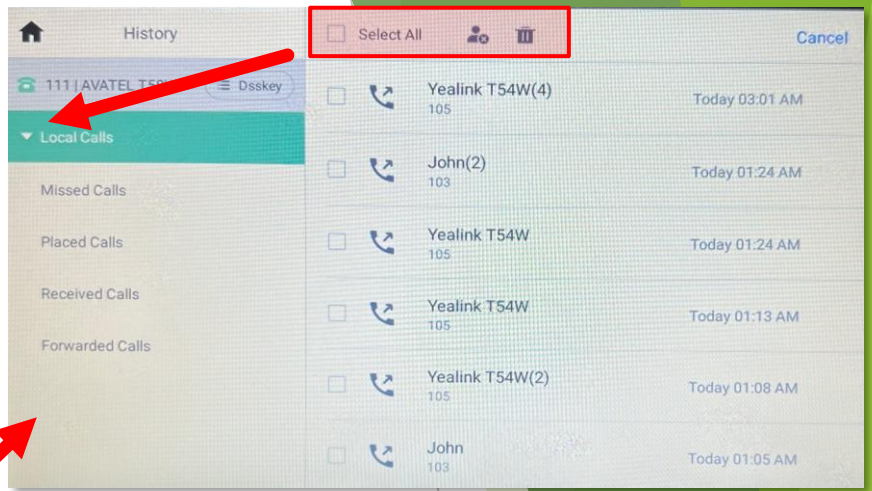 History
Select All
Cancel
111 | AVATEL
Dsskey
Local Calls
Missed Calls
Placed Calls
Received Calls
Forwarded Calls
Yealink T54W(4)
105
Today 03:01 AM
John(2)
103
Today 01:24 AM
Yealink T54W
105
Today 01:24 AM
Yealink T54W
105
Today 01:13 AM
Yealink T54W(2)
105
Today 01:08 AM
John
103
Today 01:05 AM